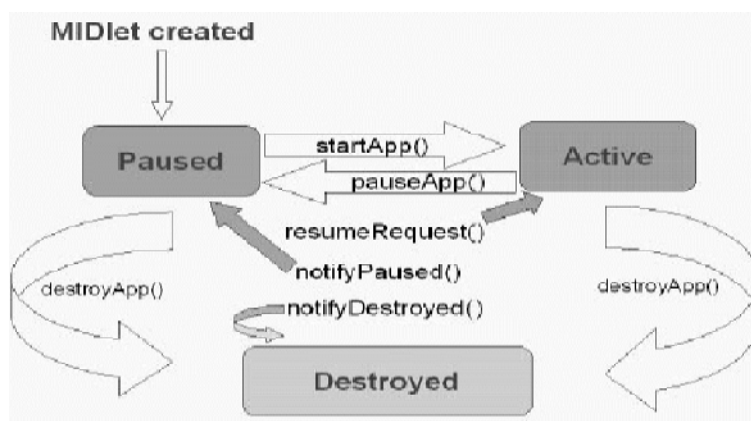 MIDlet created
startApp()
Paused
Active
pauseApp()
resumeRequest()
notifyPaused()
destroyApp()
destroyApp()
notifyDestroyed()
Destroyed